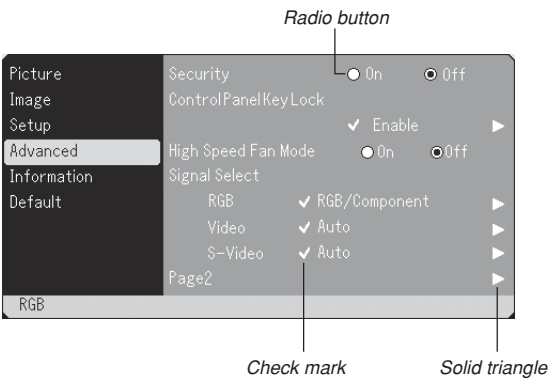 Radio button
Picture
Image
Setup
Advanced
Information
Default
Security On Off
ControlPanelKeyLock
Enable
High Speed Fan Mode On Off
Signal Select
RGB RGB/Component
Video Auto
S-Video Auto
Page2
RGB
Check mark
Solid triangle